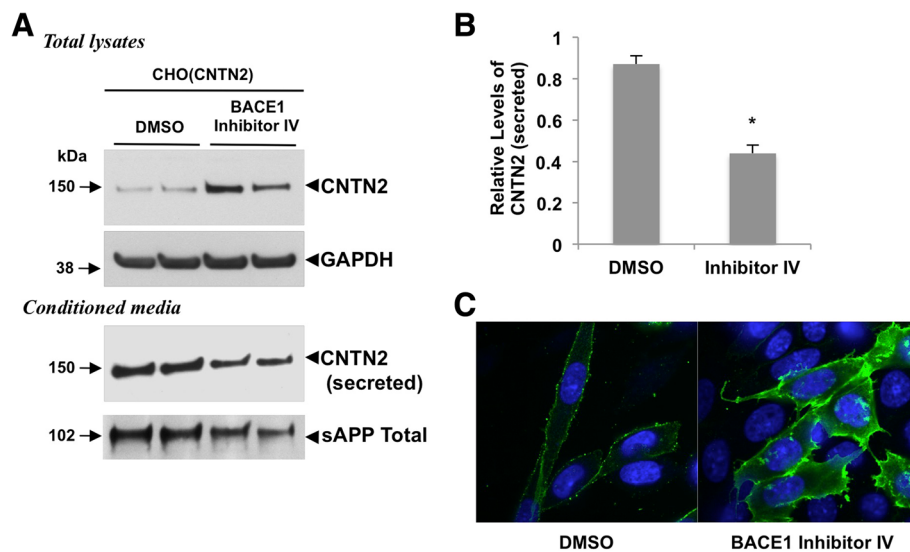 A
Total lysates
CHO(CNTN2)
DMSO
BACE1
Inhibitor IV
kDa
150
CNTN2
38
GAPDH
Conditioned media
150
CNTN2
(secreted)
102
sAPP Total
B
Relative Levels of
CNTN2 (secreted)
1
0.8
0.6
0.4
0.2
0
*
DMSO
Inhibitor IV
C
DMSO
BACE1 Inhibitor IV